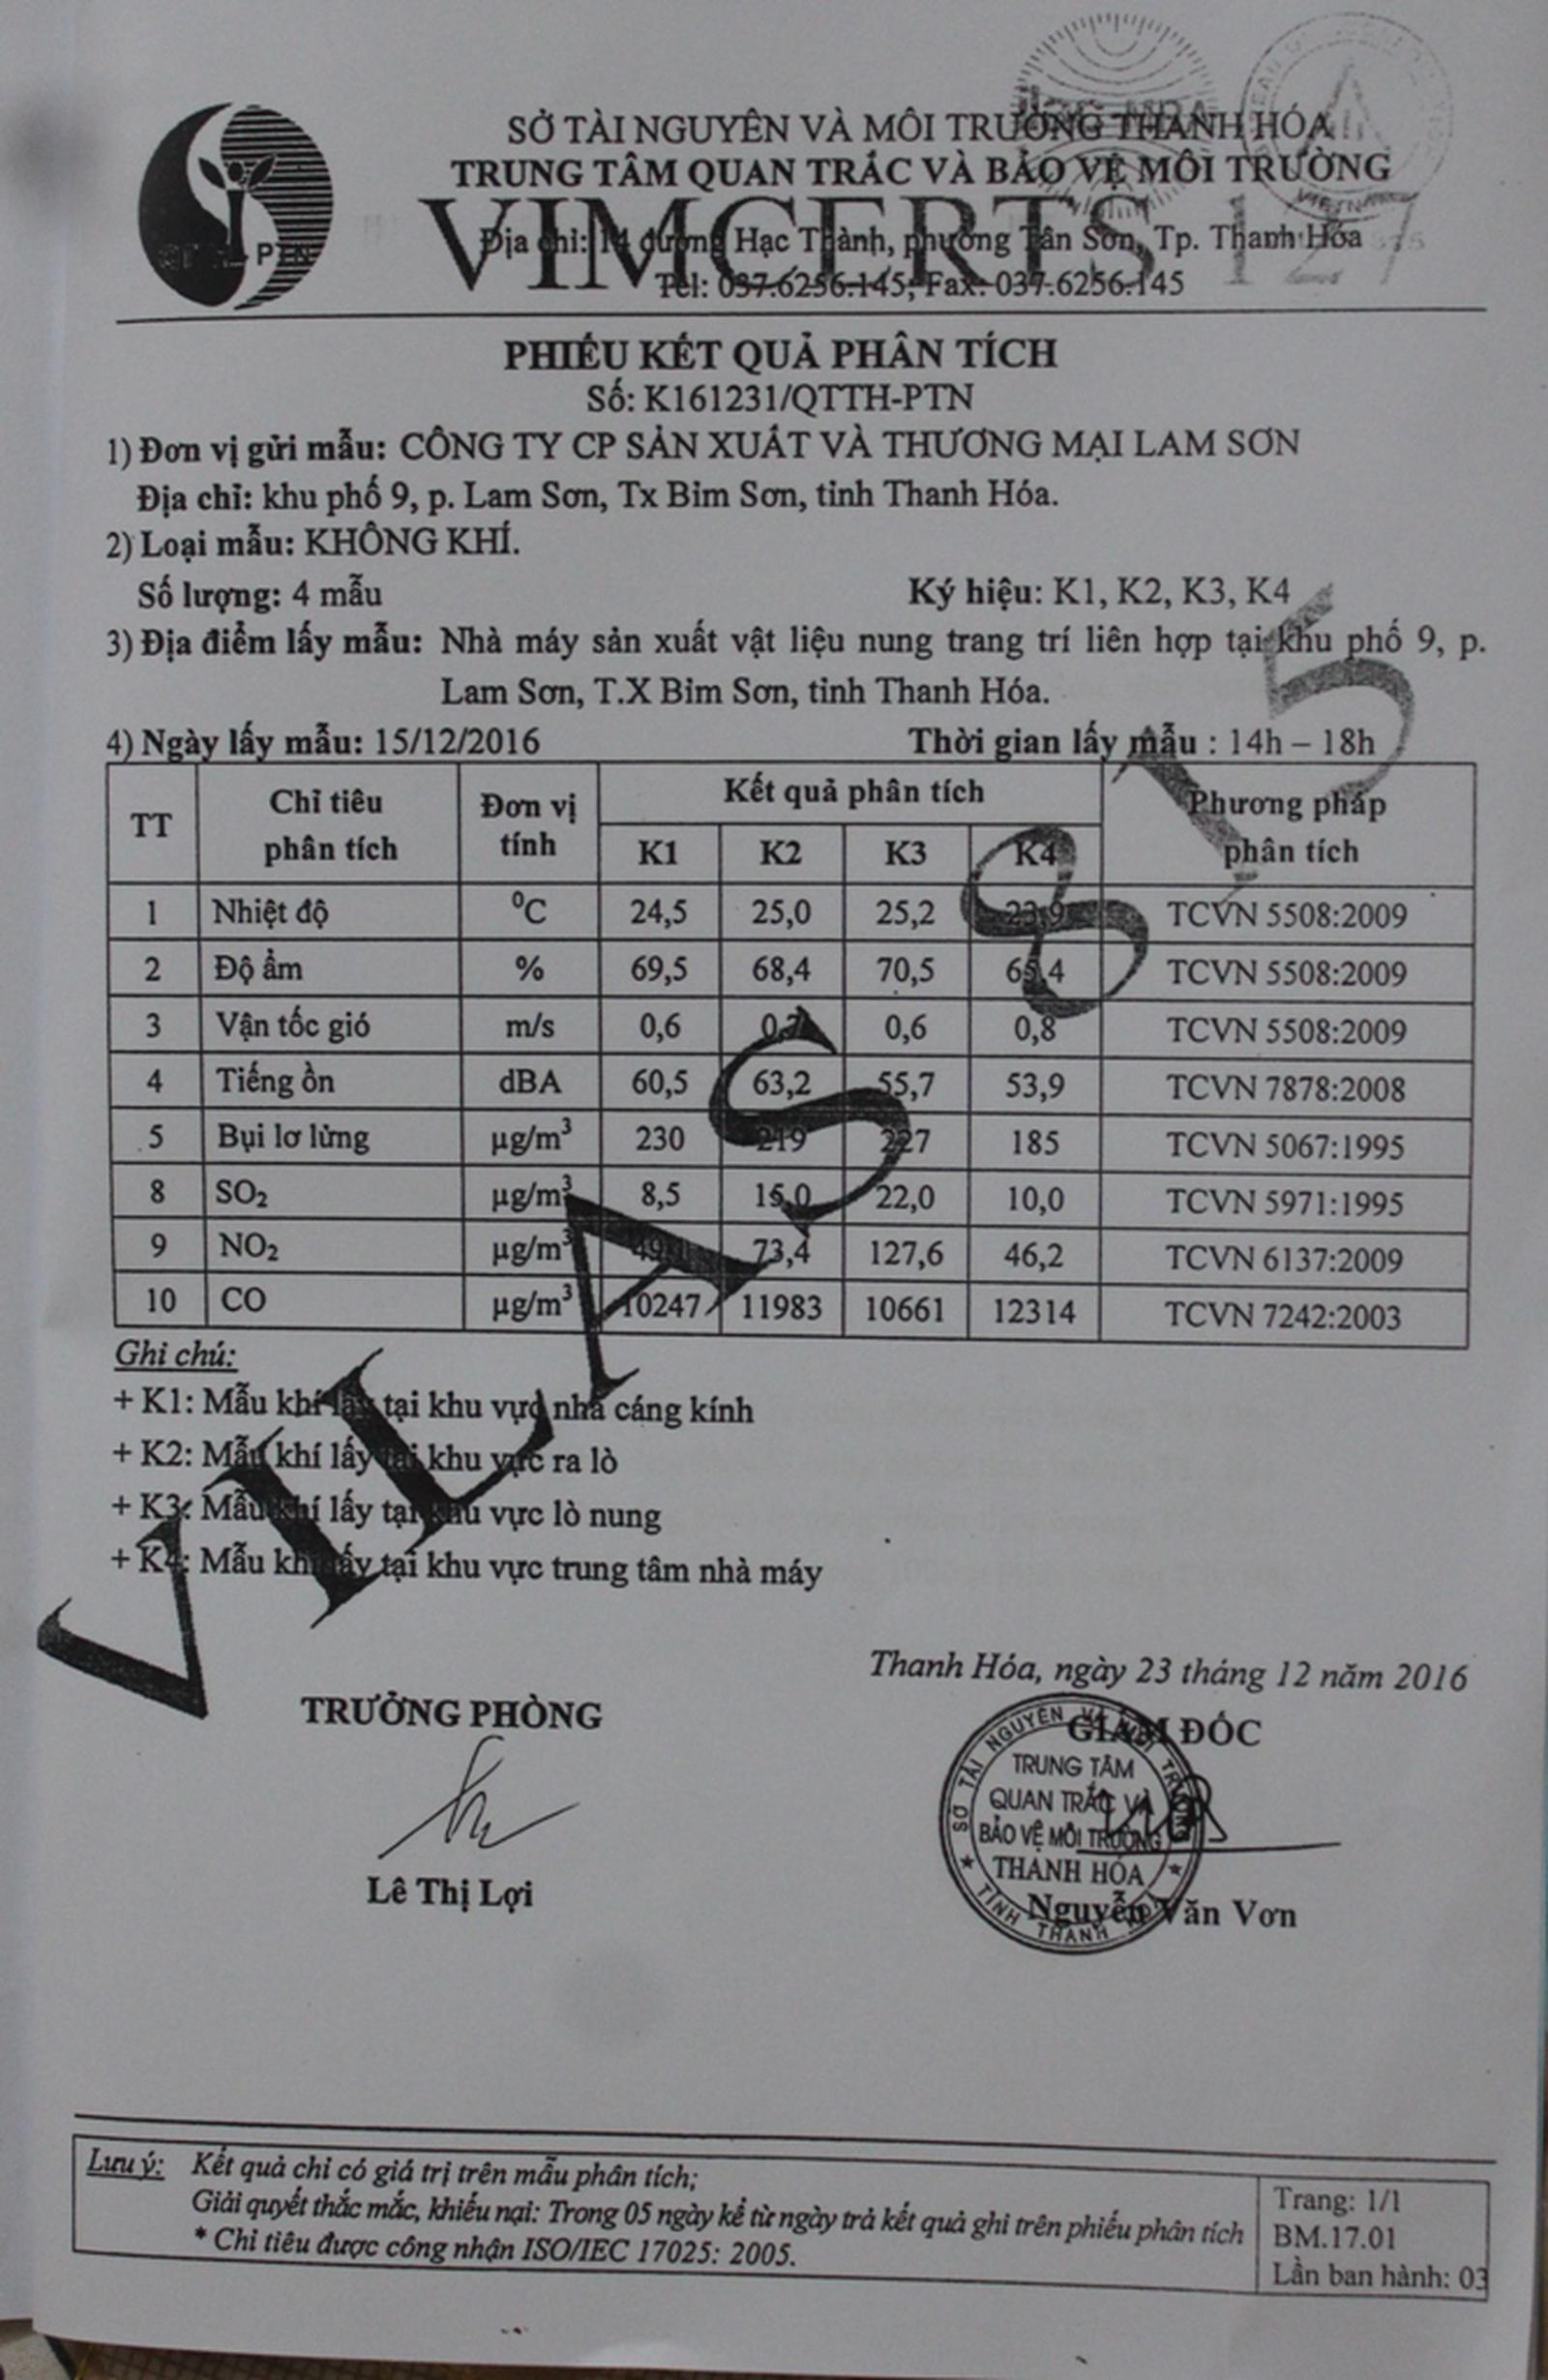 SỞ TÀI NGUYÊN VÀ MÔI TRƯỜNG THANH HÓA
TRUNG TÂM QUAN TRẮC VÀ BẢO VỆ MÔI TRƯỜNG
VIMCERTS 127
Địa chỉ: 14 đường Hạc Thành, phường Tân Sơn, Tp. Thanh Hóa
Tel: 037.6256.145; Fax: 037.6256.145
PHIẾU KẾT QUẢ PHÂN TÍCH
Số: K161231/QTTH-PTN
1) Đơn vị gửi mẫu: CÔNG TY CP SẢN XUẤT VÀ THƯƠNG MẠI LAM SƠN
Địa chỉ: khu phố 9, p. Lam Sơn, Tx Bỉm Sơn, tỉnh Thanh Hóa.
2) Loại mẫu: KHÔNG KHÍ.
Số lượng: 4 mẫu Ký hiệu: K1, K2, K3, K4
3) Địa điểm lấy mẫu: Nhà máy sản xuất vật liệu nung trang trí liên hợp tại khu phố 9, p.
Lam Sơn, T.X Bỉm Sơn, tỉnh Thanh Hóa.
4) Ngày lấy mẫu: 15/12/2016 Thời gian lấy mẫu : 14h – 18h
TT Chỉ tiêu phân tích Đơn vị tính Kết quả phân tích Phương pháp phân tích
K1 K2 K3 K4
1 Nhiệt độ ⁰C 24,5 25,0 25,2 23,9 TCVN 5508:2009
2 Độ ẩm % 69,5 68,4 70,5 TCVN 5508:2009
3 Vận tốc gió m/s 0,6 0,6 0,8 TCVN 5508:2009
4 Tiếng ồn dBA 60,5 63,2 55,7 53,9 TCVN 7878:2008
5 Bụi lơ lửng µg/m³ 230 219 227 185 TCVN 5067:1995
8 SO₂ µg/m³ 8,5 15,0 22,0 10,0 TCVN 5971:1995
9 NO₂ µg/m³ 73,4 127,6 46,2 TCVN 6137:2009
10 CO µg/m³ 10247 11983 10661 12314 TCVN 7242:2003
VILAS 815
Ghi chú:
+ K1: Mẫu khí lấy tại khu vực nhà cáng kính
+ K2: Mẫu khí lấy tại khu vực ra lò
+ K3: Mẫu khí lấy tại khu vực lò nung
+ K4: Mẫu khí lấy tại khu vực trung tâm nhà máy
Thanh Hóa, ngày 23 tháng 12 năm 2016
TRƯỞNG PHÒNG GIÁM ĐỐC
TRUNG TÂM
QUAN TRẮC VÀ
BẢO VỆ MÔI TRƯỜNG
THANH HÓA
Lê Thị Lợi Nguyễn Văn Vơn
Lưu ý: Kết quả chỉ có giá trị trên mẫu phân tích;
Giải quyết thắc mắc, khiếu nại: Trong 05 ngày kể từ ngày trả kết quả ghi trên phiếu phân tích
* Chỉ tiêu được công nhận ISO/IEC 17025: 2005.
Trang: 1/1
BM.17.01
Lần ban hành: 03